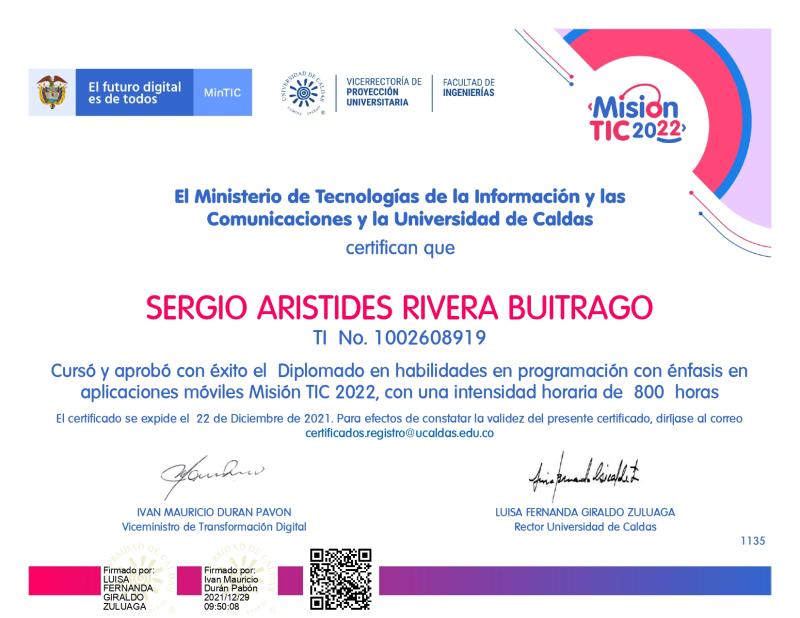 El futuro digital
es de todos
MinTIC
UNIVERSIDAD DE CALDAS
VICERRECTORÍA DE
PROYECCIÓN
UNIVERSITARIA
FACULTAD DE
INGENIERÍAS
Misión
TIC 2022
El Ministerio de Tecnologías de la Información y las
Comunicaciones y la Universidad de Caldas
certifican que
SERGIO ARISTIDES RIVERA BUITRAGO
TI No. 1002608919
Cursó y aprobó con éxito el Diplomado en habilidades en programación con énfasis en
aplicaciones móviles Misión TIC 2022, con una intensidad horaria de 800 horas
El certificado se expide el 22 de Diciembre de 2021. Para efectos de constatar la validez del presente certificado, diríjase al correo
certificados.registro@ucaldas.edu.co
IVAN MAURICIO DURAN PAVON
Viceministro de Transformación Digital
LUISA FERNANDA GIRALDO ZULUAGA
Rector Universidad de Caldas
1135
Firmado por:
LUISA
FERNANDA
GIRALDO
ZULUAGA
Firmado por:
Ivan Mauricio
Durán Pabón
2021/12/29
09:50:08